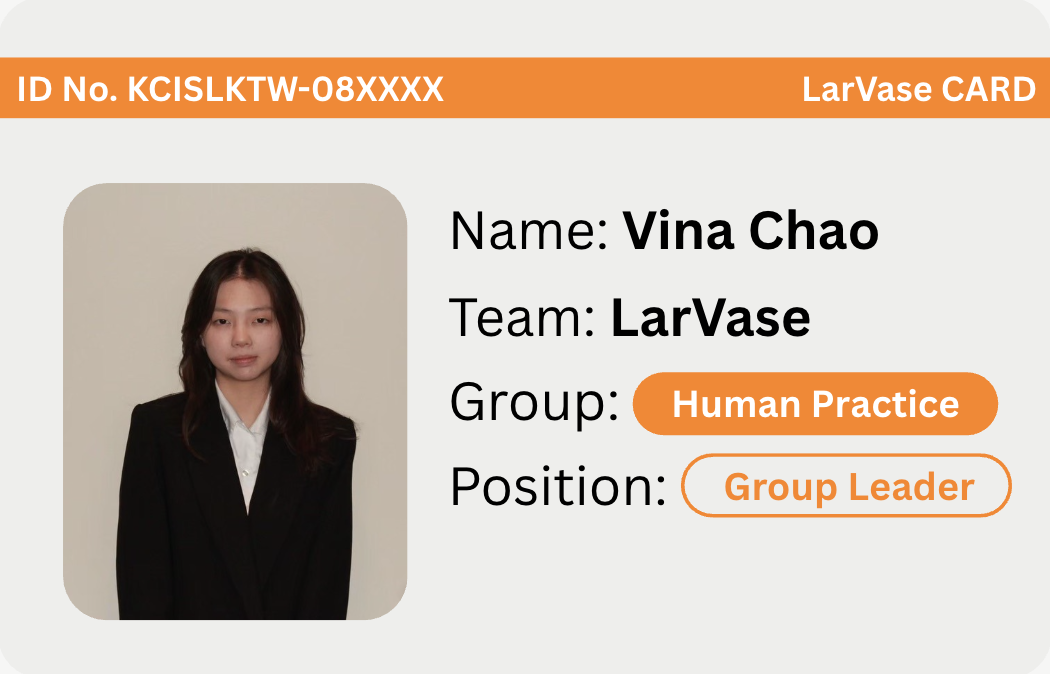 ID No. KCISLKTW-08XXXX LarVase CARD
Name: Vina Chao
Team: LarVase
Group: Human Practice
Position: Group Leader